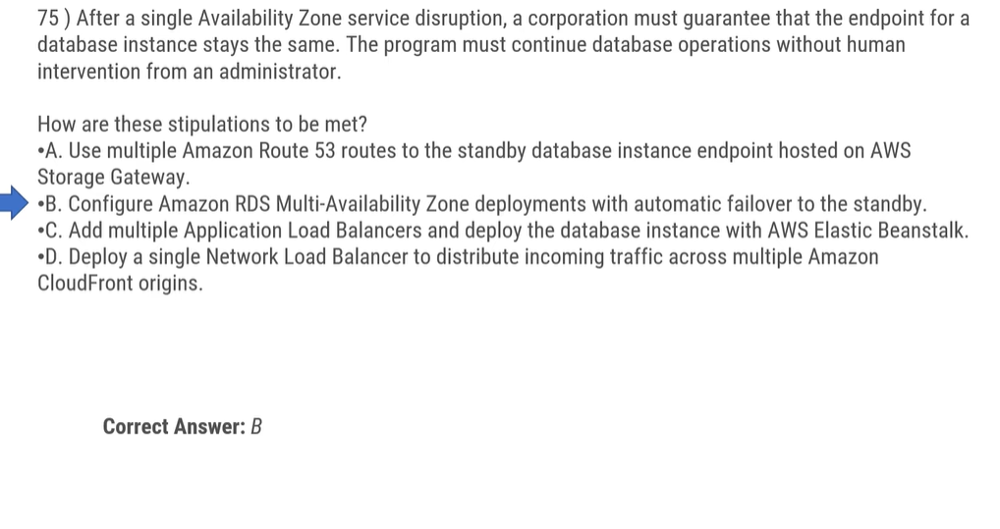 75 ) After a single Availability Zone service disruption, a corporation must guarantee that the endpoint for a
database instance stays the same. The program must continue database operations without human
intervention from an administrator.
How are these stipulations to be met?
•A. Use multiple Amazon Route 53 routes to the standby database instance endpoint hosted on AWS
Storage Gateway.
•B. Configure Amazon RDS Multi-Availability Zone deployments with automatic failover to the standby.
•C. Add multiple Application Load Balancers and deploy the database instance with AWS Elastic Beanstalk.
•D. Deploy a single Network Load Balancer to distribute incoming traffic across multiple Amazon
CloudFront origins.
Correct Answer: B